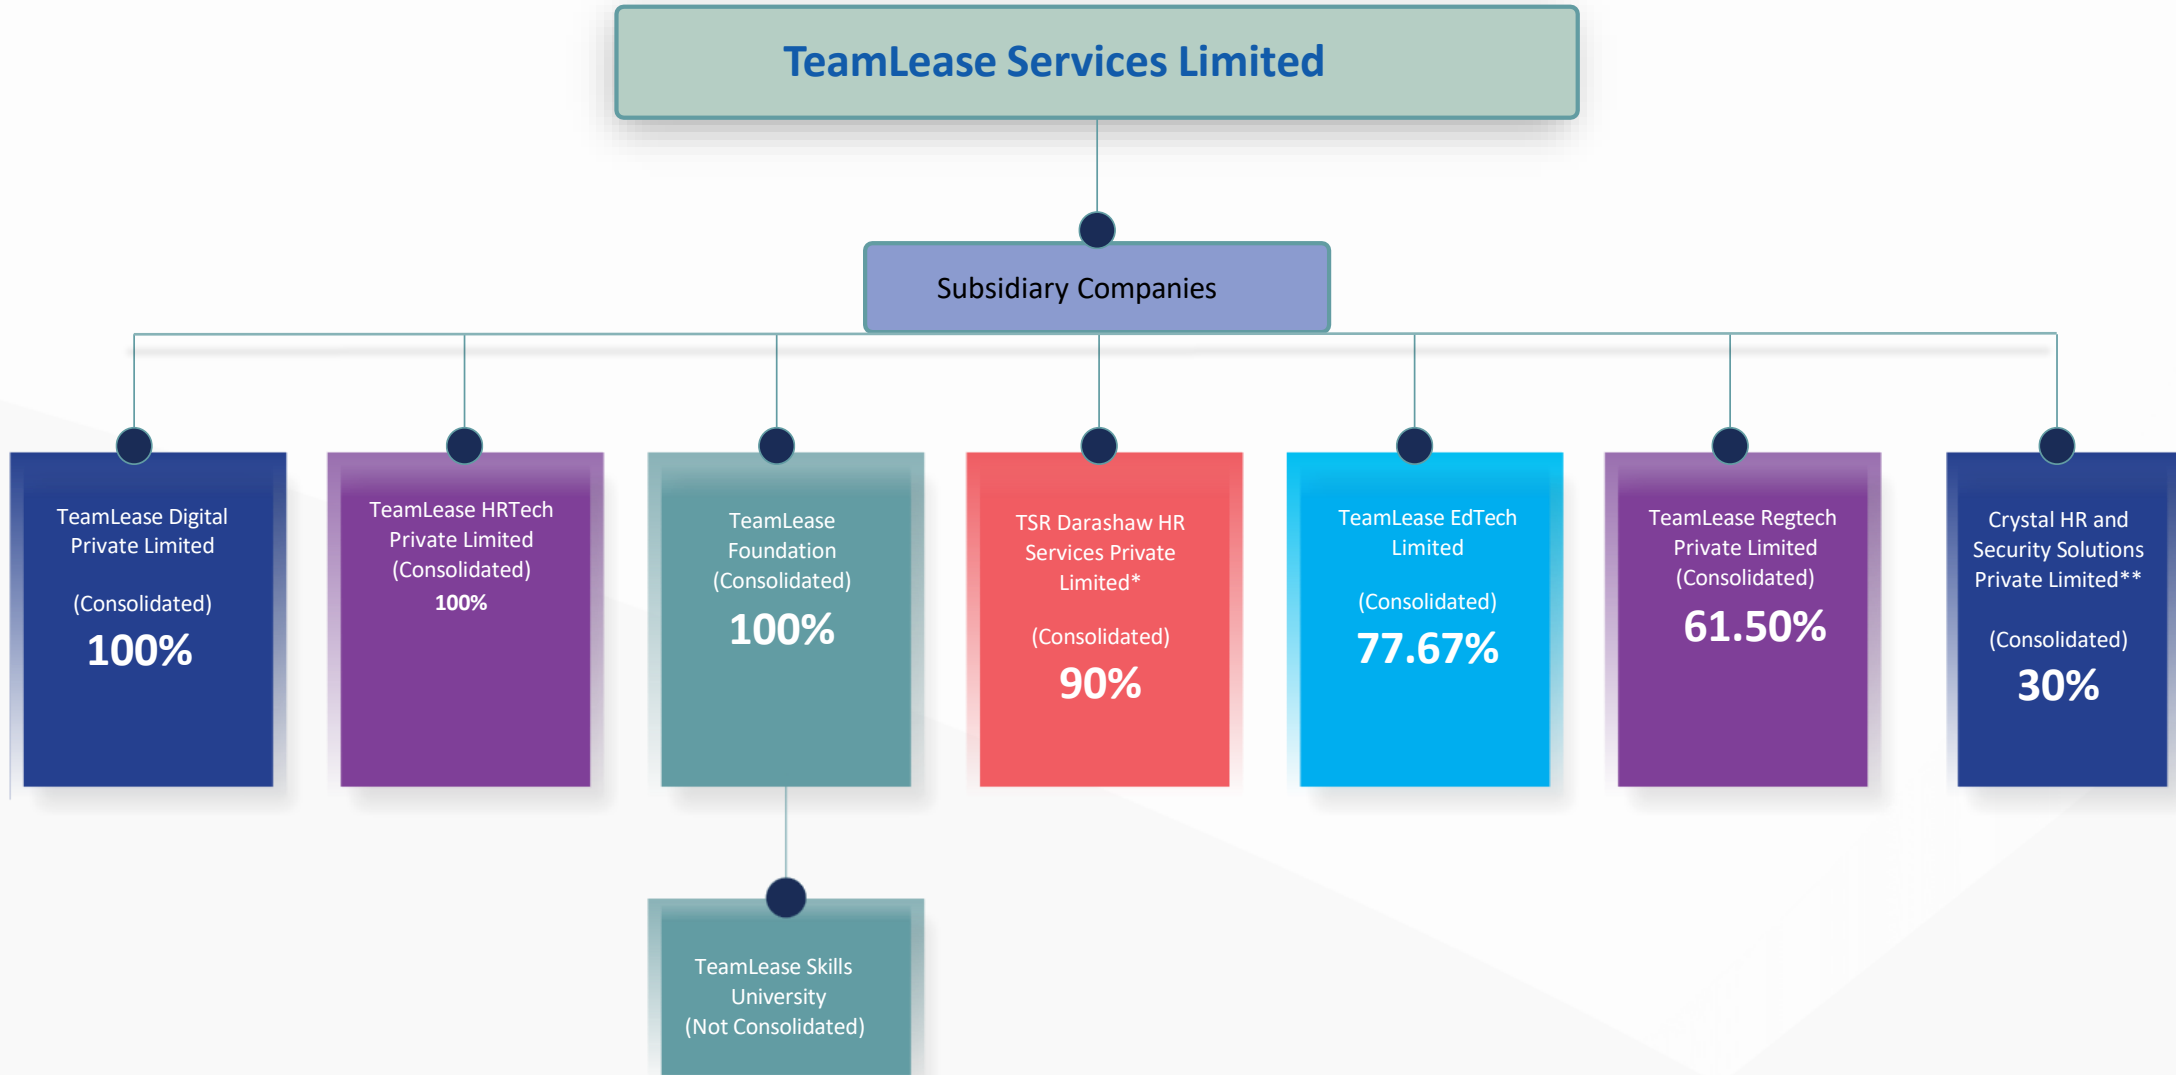 TeamLease Services Limited
Subsidiary Companies
TeamLease Digital
Private Limited
(Consolidated)
100%
TeamLease HRTech
Private Limited
(Consolidated)
100%
TeamLease
Foundation
(Consolidated)
100%
TSR Darashaw HR
Services Private
Limited*
(Consolidated)
90%
TeamLease EdTech
Limited
(Consolidated)
77.67%
TeamLease Regtech
Private Limited
(Consolidated)
61.50%
Crystal HR and
Security Solutions
Private Limited**
(Consolidated)
30%
TeamLease Skills
University
(Not Consolidated)